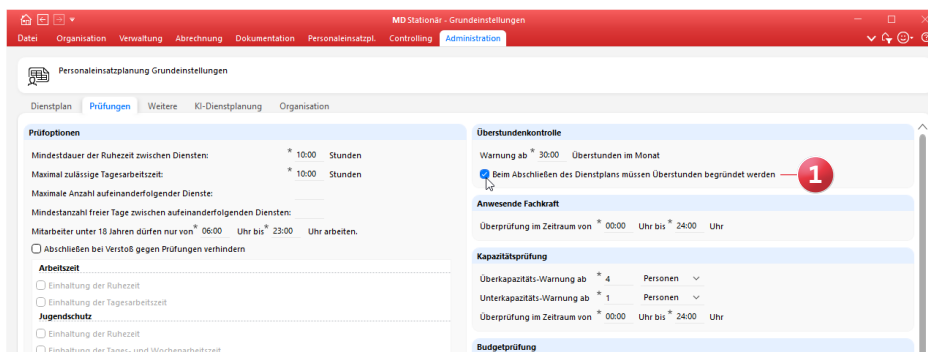 MD Stationär - Grundeinstellungen
Datei Organisation Verwaltung Abrechnung Dokumentation Personaleinsatzpl. Controlling Administration
Personaleinsatzplanung Grundeinstellungen
Dienstplan Prüfungen Weitere KI-Dienstplanung Organisation
Prüfoptionen
Mindestdauer der Ruhezeit zwischen Diensten: * 10:00 Stunden
Maximal zulässige Tagesarbeitszeit: * 10:00 Stunden
Maximale Anzahl aufeinanderfolgender Dienste:
Mindestanzahl freier Tage zwischen aufeinanderfolgenden Diensten:
Mitarbeiter unter 18 Jahren dürfen nur von * 06:00 Uhr bis * 23:00 Uhr arbeiten.
Abschließen bei Verstoß gegen Prüfungen verhindern
Arbeitszeit
Einhaltung der Ruhezeit
Einhaltung der Tagesarbeitszeit
Jugendschutz
Einhaltung der Ruhezeit
Einhaltung der Tages- und Wochenarbeitszeit
Überstundenkontrolle
Warnung ab * 30:00 Überstunden im Monat
Beim Abschließen des Dienstplans müssen Überstunden begründet werden
1
Anwesende Fachkraft
Überprüfung im Zeitraum von * 00:00 Uhr bis * 24:00 Uhr
Kapazitätsprüfung
Überkapazitäts-Warnung ab * 4 Personen
Unterkapazitäts-Warnung ab * 1 Personen
Überprüfung im Zeitraum von * 00:00 Uhr bis * 24:00 Uhr
Budgetprüfung